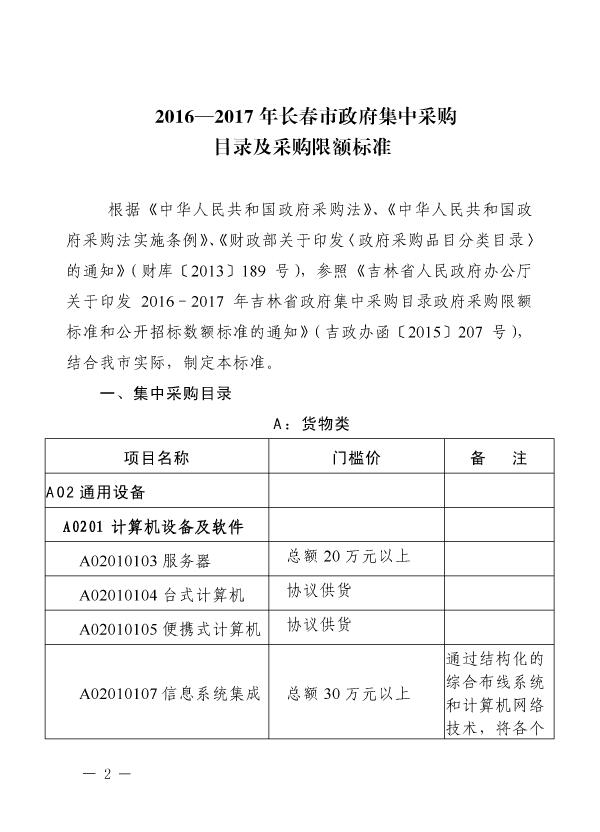 2016—2017 年长春市政府集中采购
目录及采购限额标准
根据《中华人民共和国政府采购法》、《中华人民共和国政
府采购法实施条例》、《财政部关于印发〈政府采购品目分类目录〉
的通知》（财库〔2013〕189 号），参照《吉林省人民政府办公厅
关于印发 2016-2017 年吉林省政府集中采购目录政府采购限额
标准和公开招标数额标准的通知》（吉政办函〔2015〕207 号），
结合我市实际，制定本标准。
一、集中采购目录
A：货物类
项目名称 门槛价 备 注
A02 通用设备
A0201 计算机设备及软件
A02010103 服务器 总额 20 万元以上
A02010104 台式计算机 协议供货
A02010105 便携式计算机 协议供货
A02010107 信息系统集成 总额 30 万元以上
通过结构化的
综合布线系统
和计算机网络
技术，将各个
— 2 —